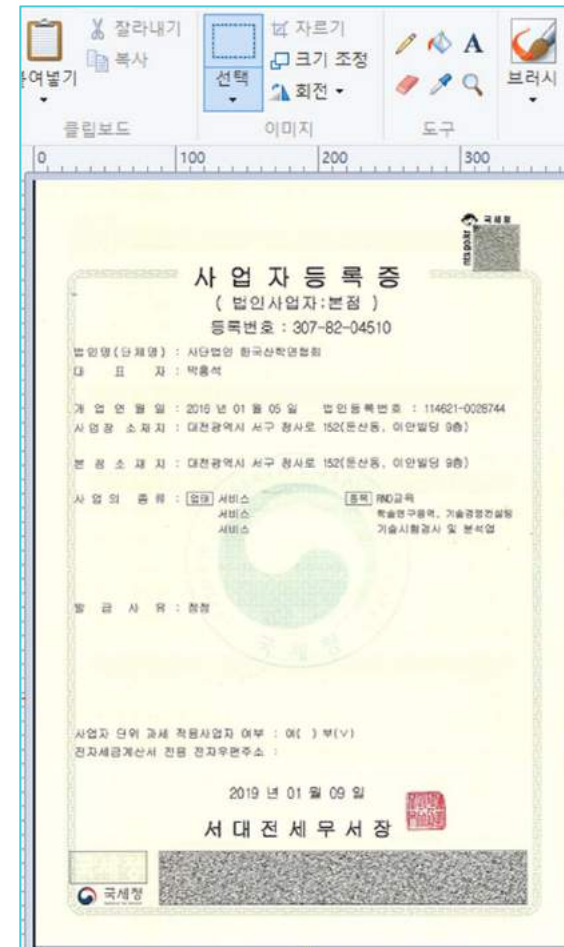 잘라내기
복사
여넣기
클립보드
선택
자르기
크기 조정
회전
이미지
A
도구
브러시
0 100 200 300
국세청
nts.go.kr
사업자등록증
( 법인사업자:본점 )
등록번호 : 307-82-04510
법인명(단체명) : 사단법인 한국산학연협회
대 표 자 : 박흥석
개 업 연 월 일 : 2016 년 01 월 05 일 법인등록번호 : 114621-0028744
사업장 소재지 : 대전광역시 서구 청사로 152(둔산동, 이안빌딩 9층)
본 점 소 재 지 : 대전광역시 서구 청사로 152(둔산동, 이안빌딩 9층)
사 업 의 종 류 : 업태 서비스 종목 RND교육
서비스 학술연구용역, 기술경영컨설팅
서비스 기술시험검사 및 분석업
발 급 사 유 : 정정
국세청
사업자 단위 과세 적용사업자 여부 : 여( ) 부(∨)
전자세금계산서 전용 전자우편주소 :
2019 년 01 월 09 일
서대전세무서장
국세청